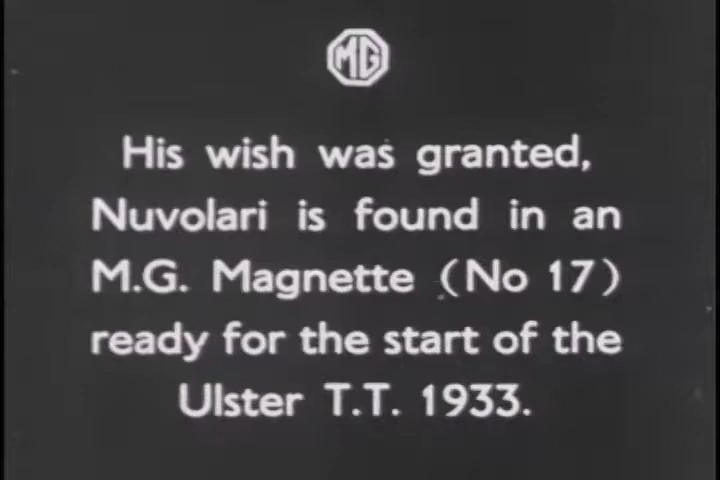 MG
His wish was granted,
Nuvolari is found in an
M.G. Magnette (No 17)
ready for the start of the
Ulster T.T. 1933.